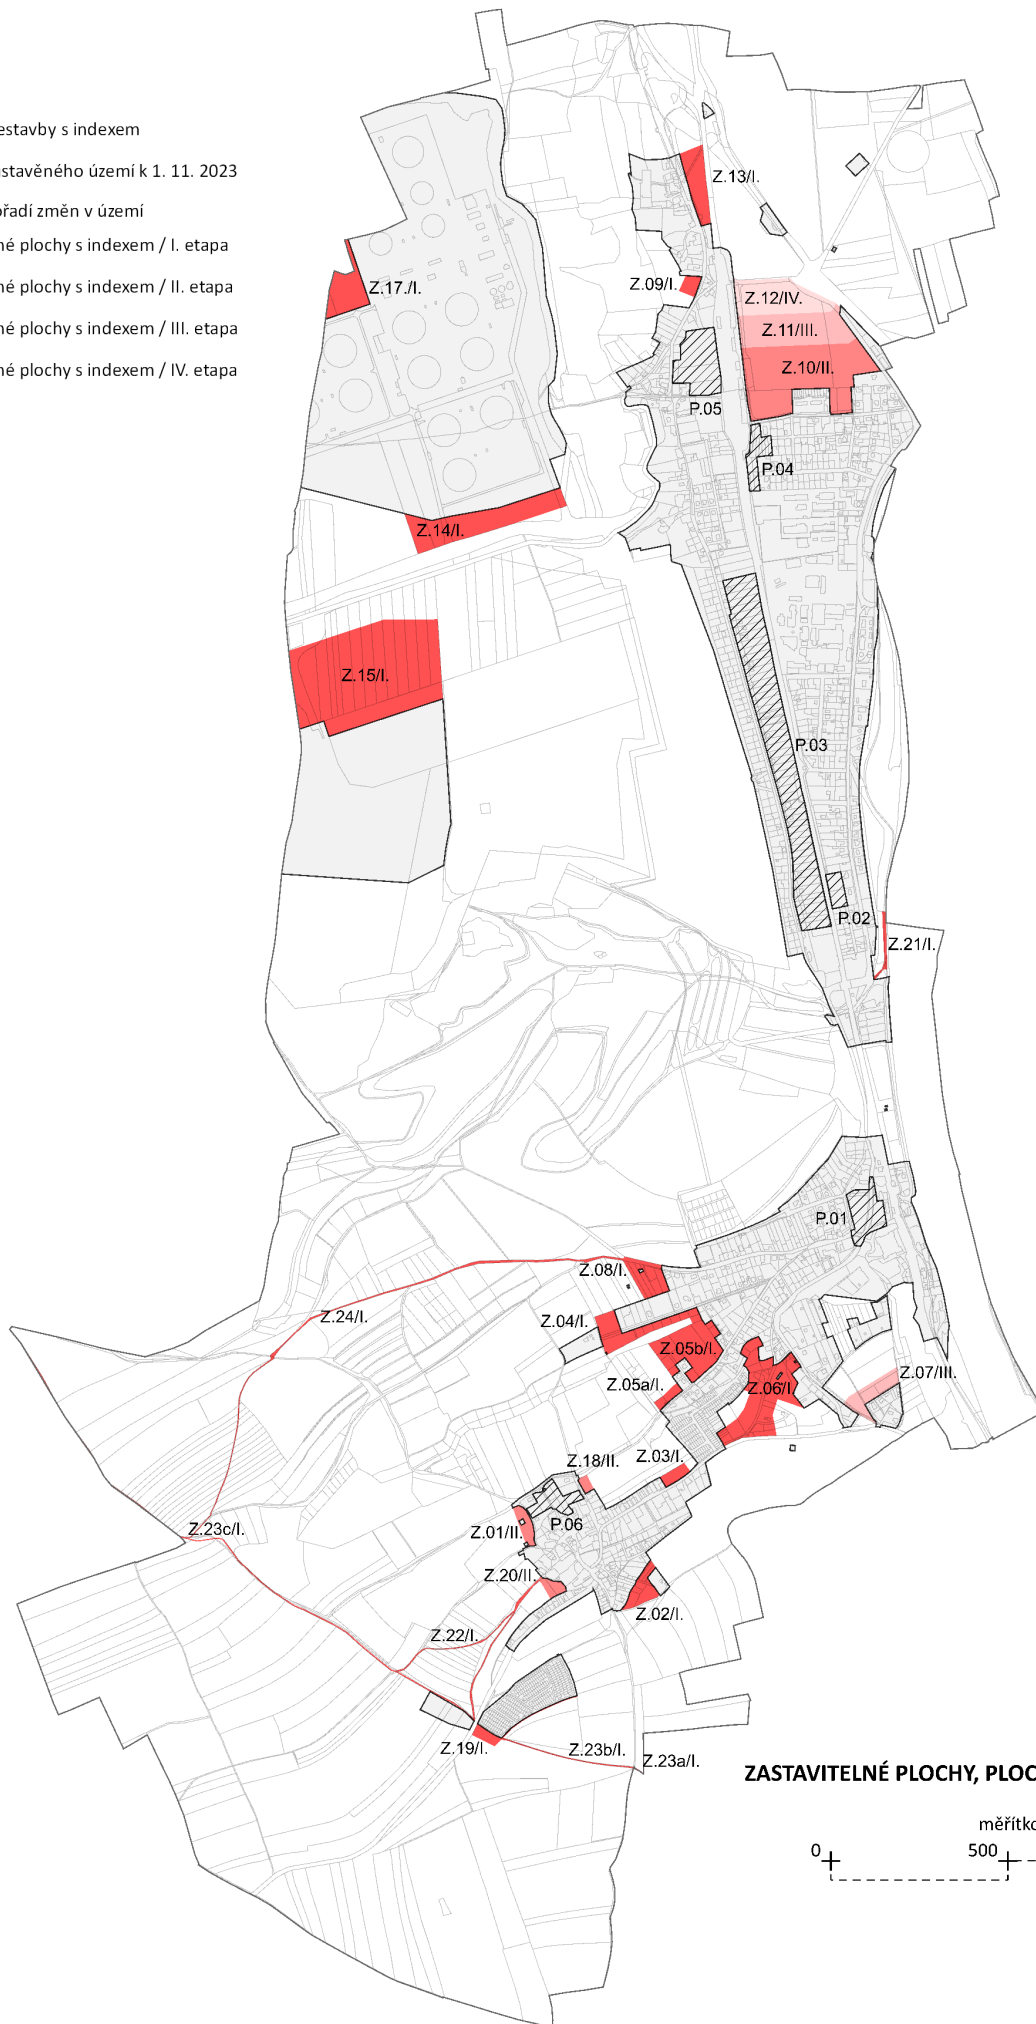 estavby s indexem
stavěného území k 1. 11. 2023
ořadí změn v území
né plochy s indexem / I. etapa
né plochy s indexem / II. etapa
né plochy s indexem / III. etapa
né plochy s indexem / IV. etapa
Z.13/I.
Z.17./I.
Z.09/I.
Z.12/IV.
Z.11/III.
Z.10/II.
P.05
P.04
Z.14/I.
Z.15/I.
P.03
P.02
Z.21/I.
P.01
Z.08/I.
Z.24/I.
Z.04/I.
Z.05b/I.
Z.07/III.
Z.05a/I.
Z.06/I.
Z.03/I.
Z.18/II.
P.06
Z.23c/I.
Z.01/II.
Z.20/II.
Z.02/I.
Z.22/I.
Z.19/I.
Z.23b/I.
Z.23a/I.
ZASTAVITELNÉ PLOCHY, PLOC
měřítko
0 500